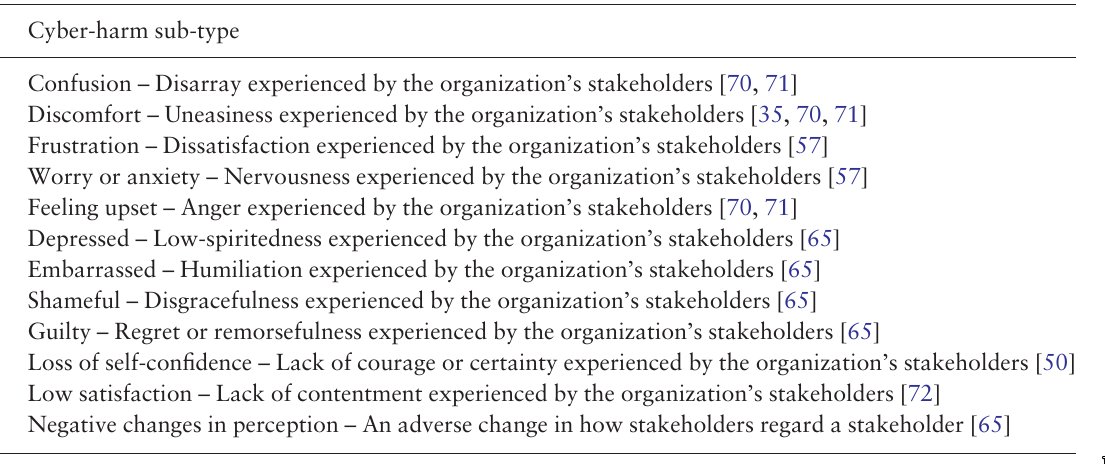 Cyber-harm sub-type
Confusion – Disarray experienced by the organization’s stakeholders [70, 71]
Discomfort – Uneasiness experienced by the organization’s stakeholders [35, 70, 71]
Frustration – Dissatisfaction experienced by the organization’s stakeholders [57]
Worry or anxiety – Nervousness experienced by the organization’s stakeholders [57]
Feeling upset – Anger experienced by the organization’s stakeholders [70, 71]
Depressed – Low-spiritedness experienced by the organization’s stakeholders [65]
Embarrassed – Humiliation experienced by the organization’s stakeholders [65]
Shameful – Disgracefulness experienced by the organization’s stakeholders [65]
Guilty – Regret or remorsefulness experienced by the organization’s stakeholders [65]
Loss of self-confidence – Lack of courage or certainty experienced by the organization’s stakeholders [50]
Low satisfaction – Lack of contentment experienced by the organization’s stakeholders [72]
Negative changes in perception – An adverse change in how stakeholders regard a stakeholder [65]